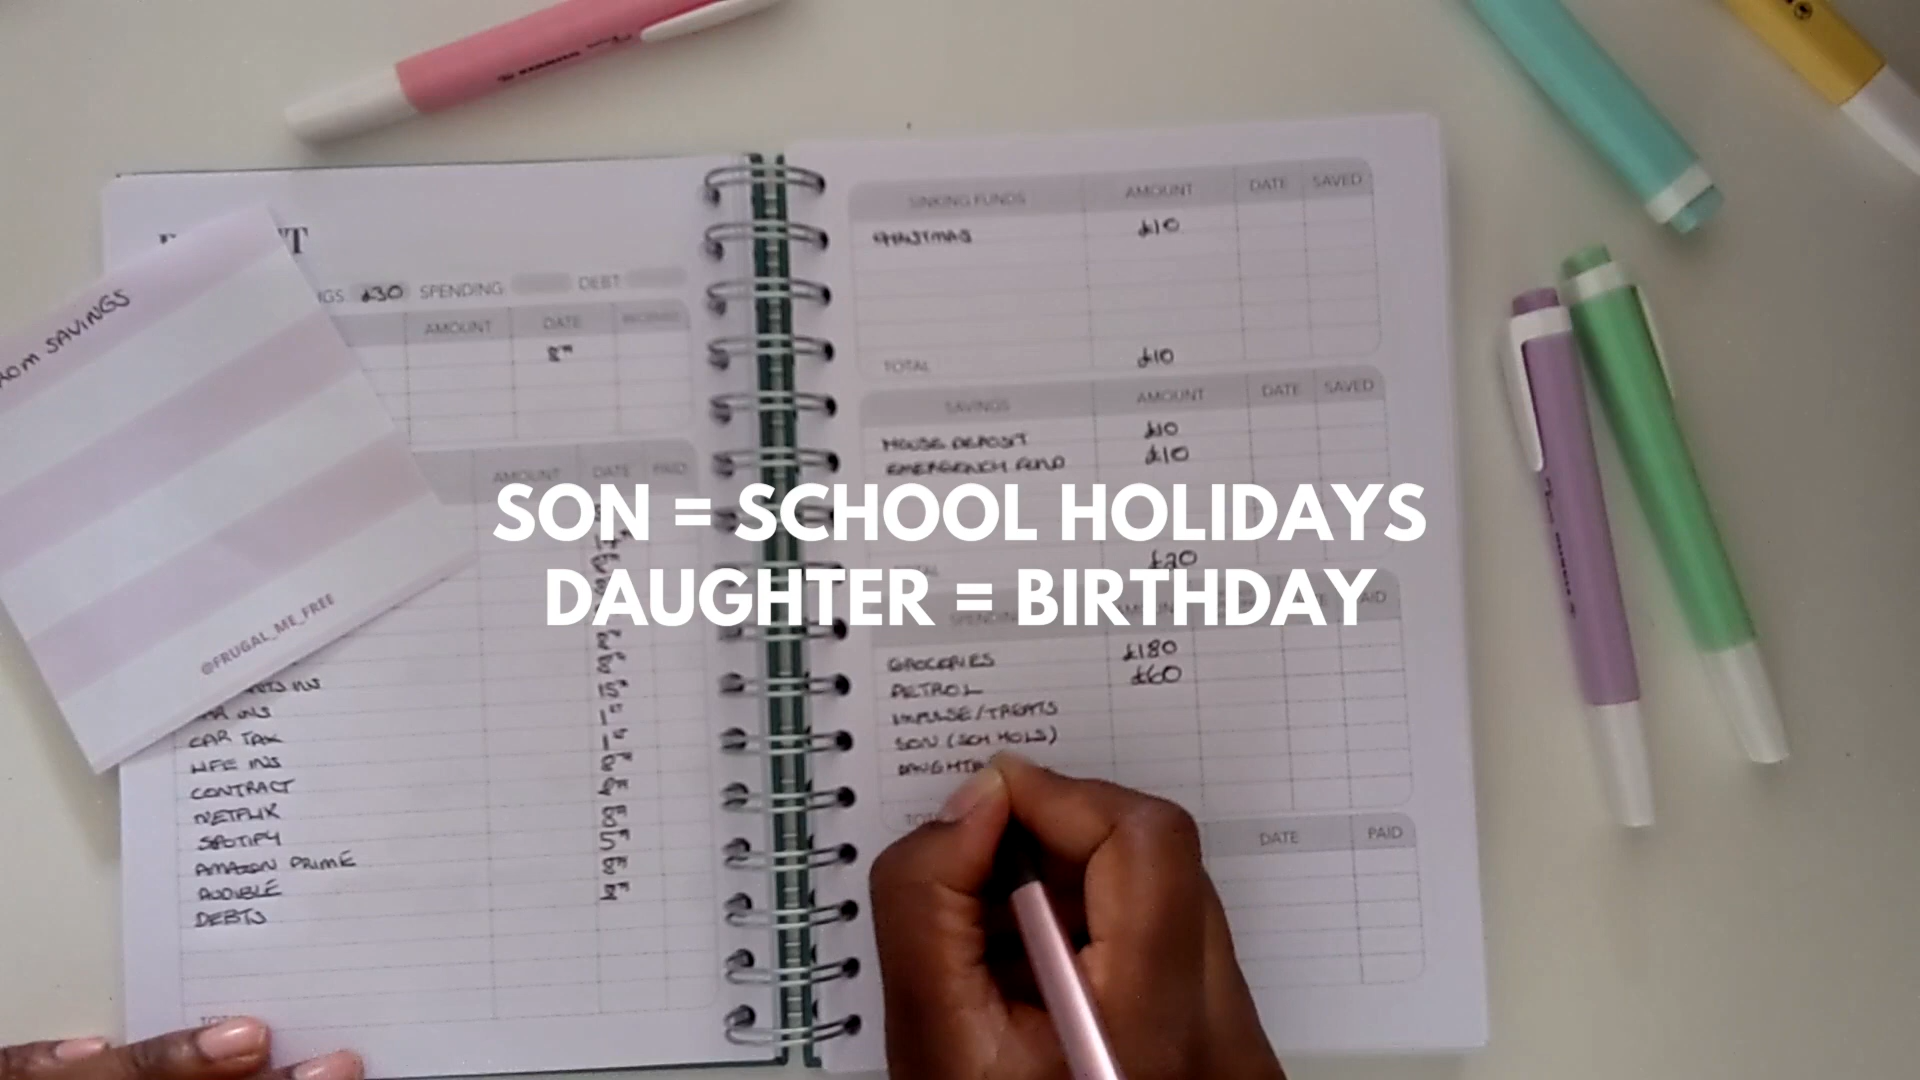 SON = SCHOOL HOLIDAYS
DAUGHTER = BIRTHDAY
SAVINGS
@FRUGAL_ME_FREE
£30 SPENDING DEBT
AMOUNT DATE
8TH
AMOUNT DATE PAID
15TH
CAR TAX
LIFE INS
CONTRACT
NETFLIX
SPOTIFY
AMAZON PRIME
AUDIBLE
DEBTS
SINKING FUNDS AMOUNT DATE SAVED
CHRISTMAS £10
TOTAL £10
SAVINGS AMOUNT DATE SAVED
HOUSE DEPOSIT £10
EMERGENCY FUND £10
£20
GROCERIES £180
PETROL £60
IMPULSE/TREATS
SON (SCH HOLS)
DATE PAID